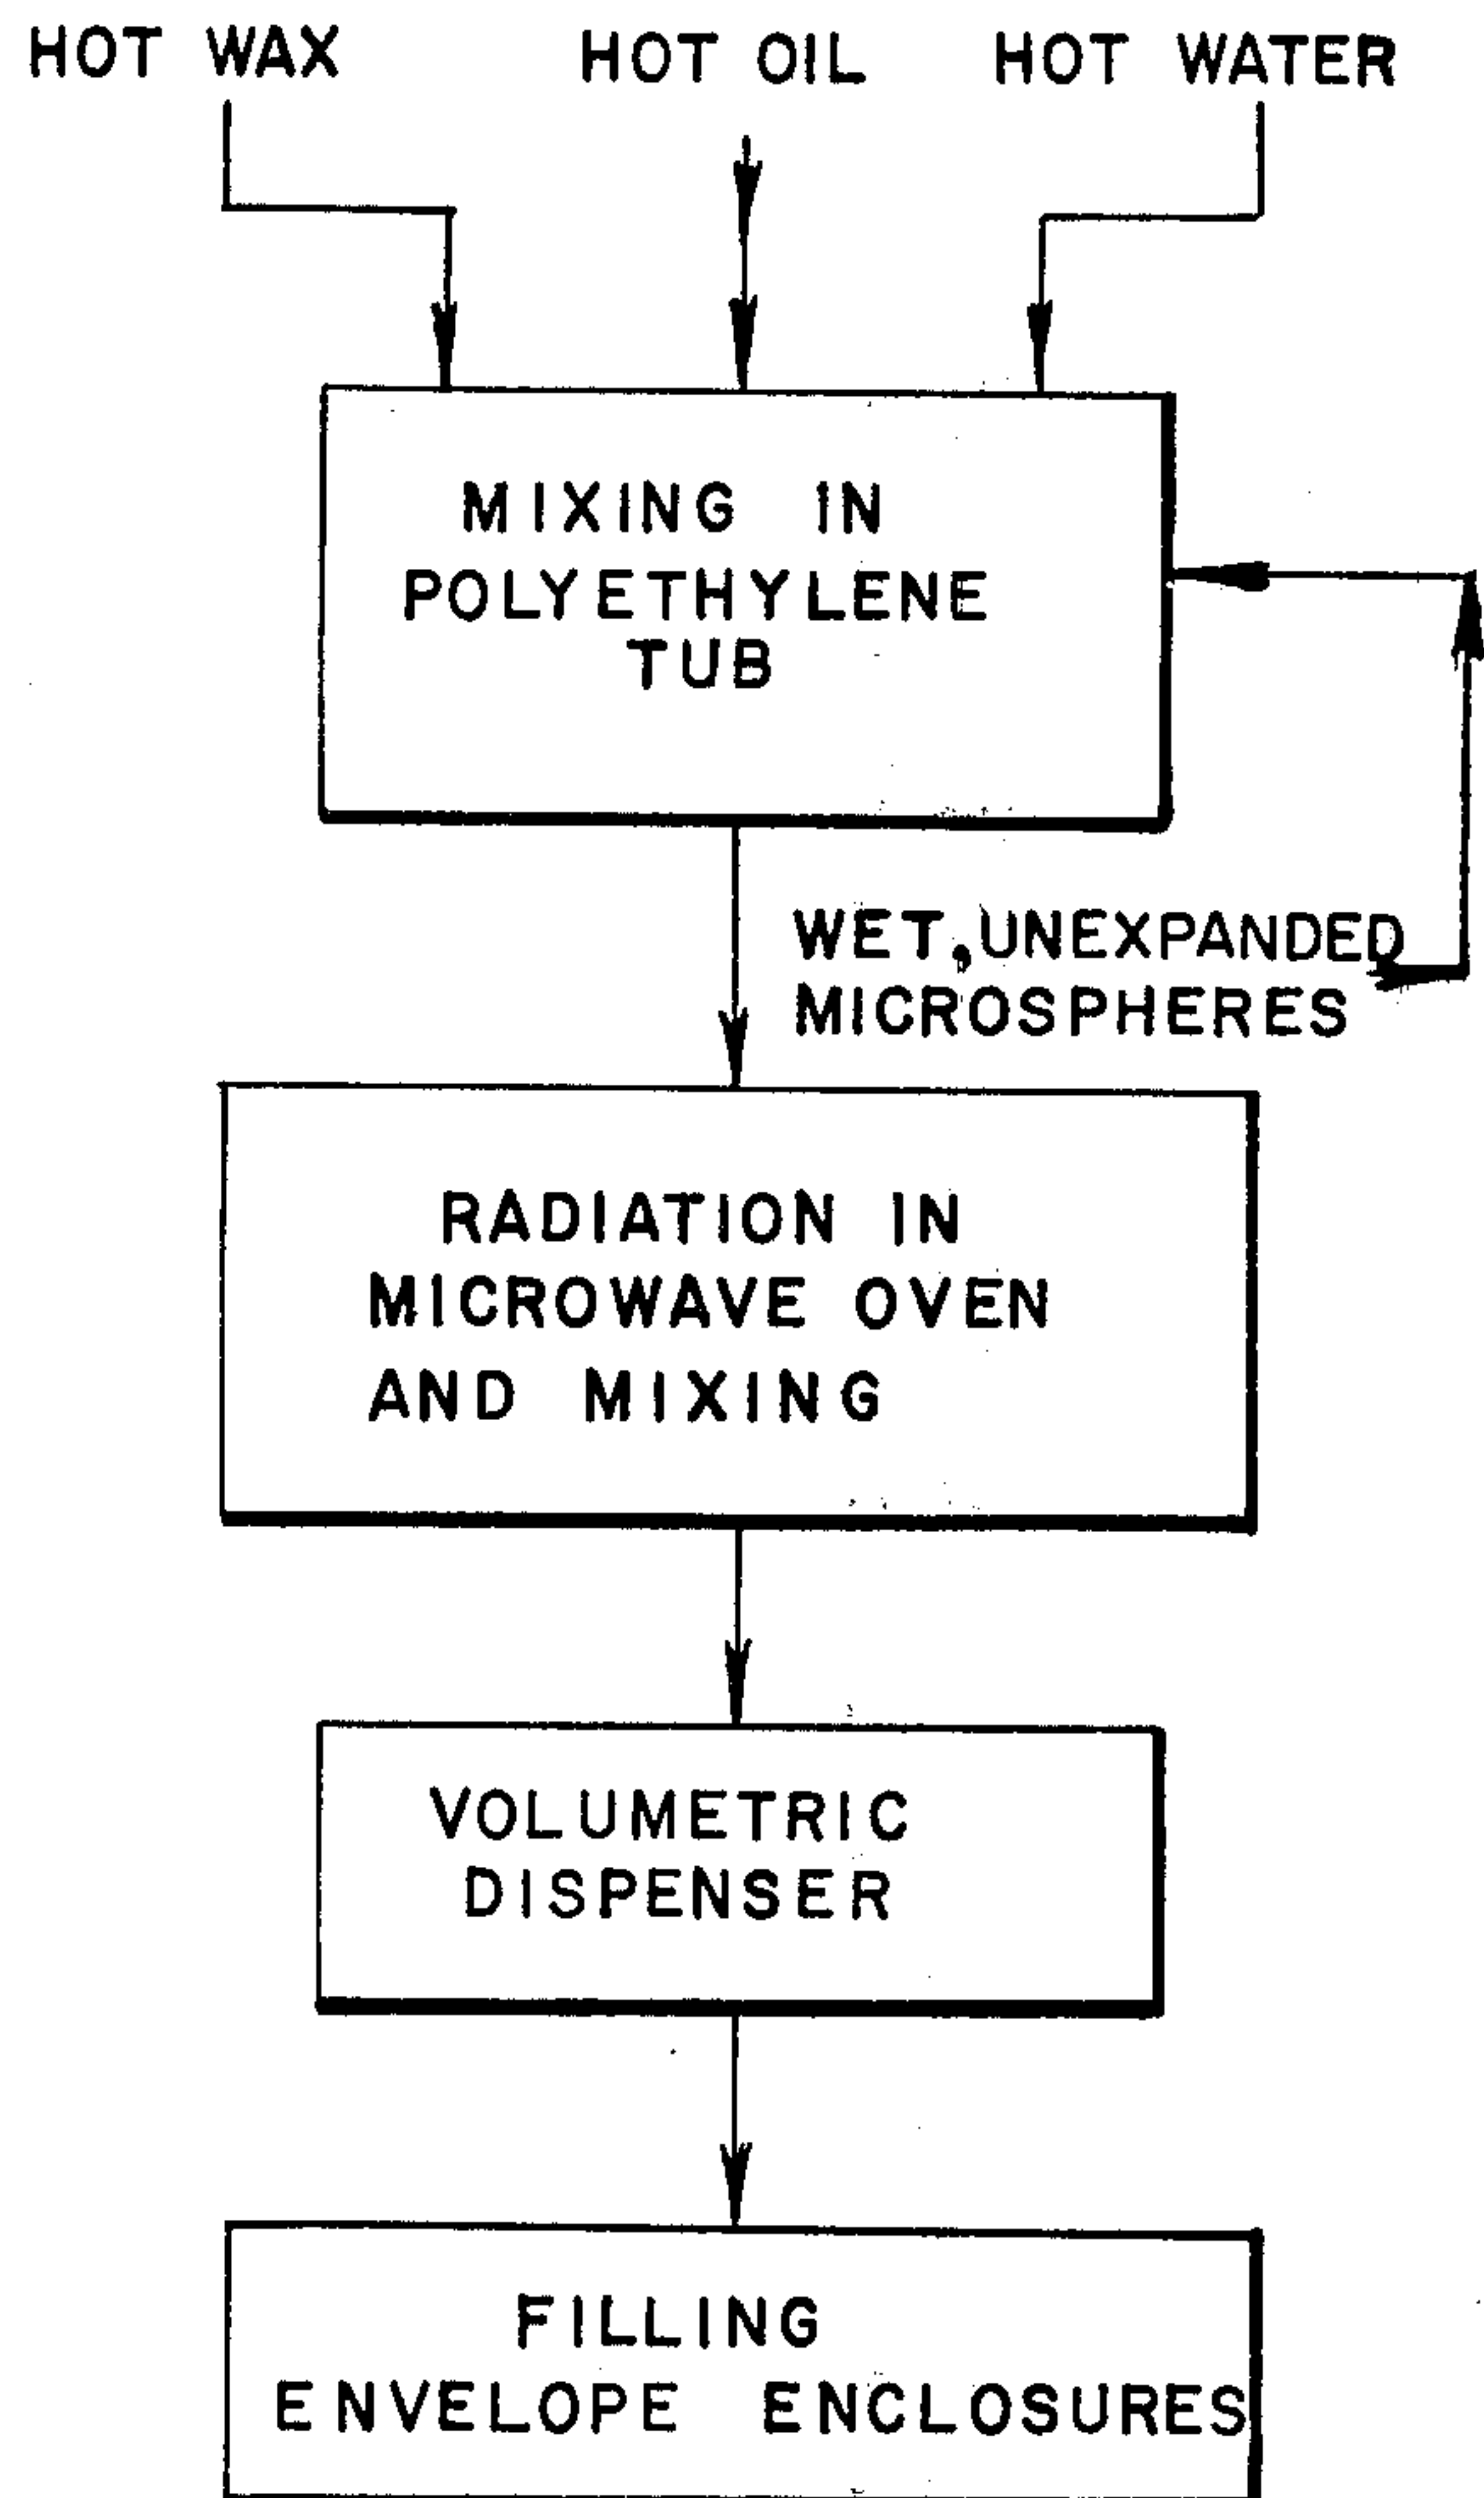 HOT WAX HOT OIL HOT WATER
MIXING IN
POLYETHYLENE
TUB
WET, UNEXPANDED
MICROSPHERES
RADIATION IN
MICROWAVE OVEN
AND MIXING
VOLUMETRIC
DISPENSER
FILLING
ENVELOPE ENCLOSURES